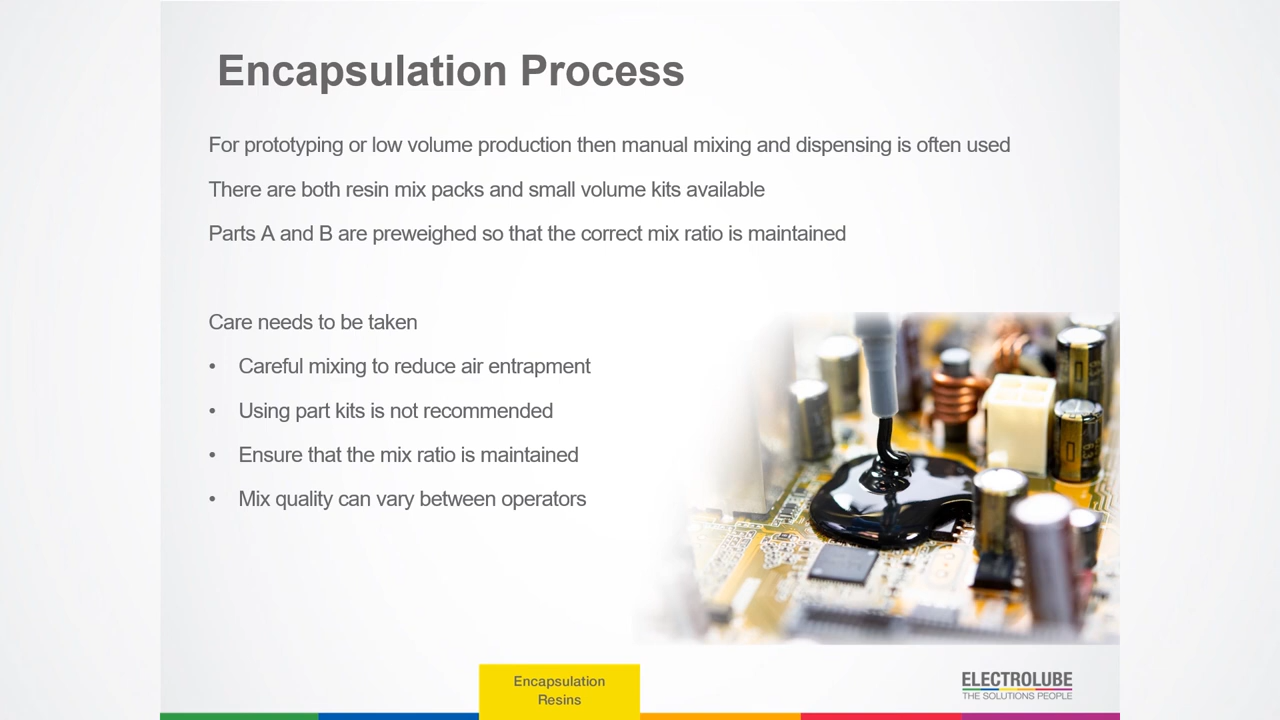 Encapsulation Process
For prototyping or low volume production then manual mixing and dispensing is often used
There are both resin mix packs and small volume kits available
Parts A and B are preweighed so that the correct mix ratio is maintained
Care needs to be taken
• Careful mixing to reduce air entrapment
• Using part kits is not recommended
• Ensure that the mix ratio is maintained
• Mix quality can vary between operators
Encapsulation
Resins
ELECTROLUBE
THE SOLUTIONS PEOPLE